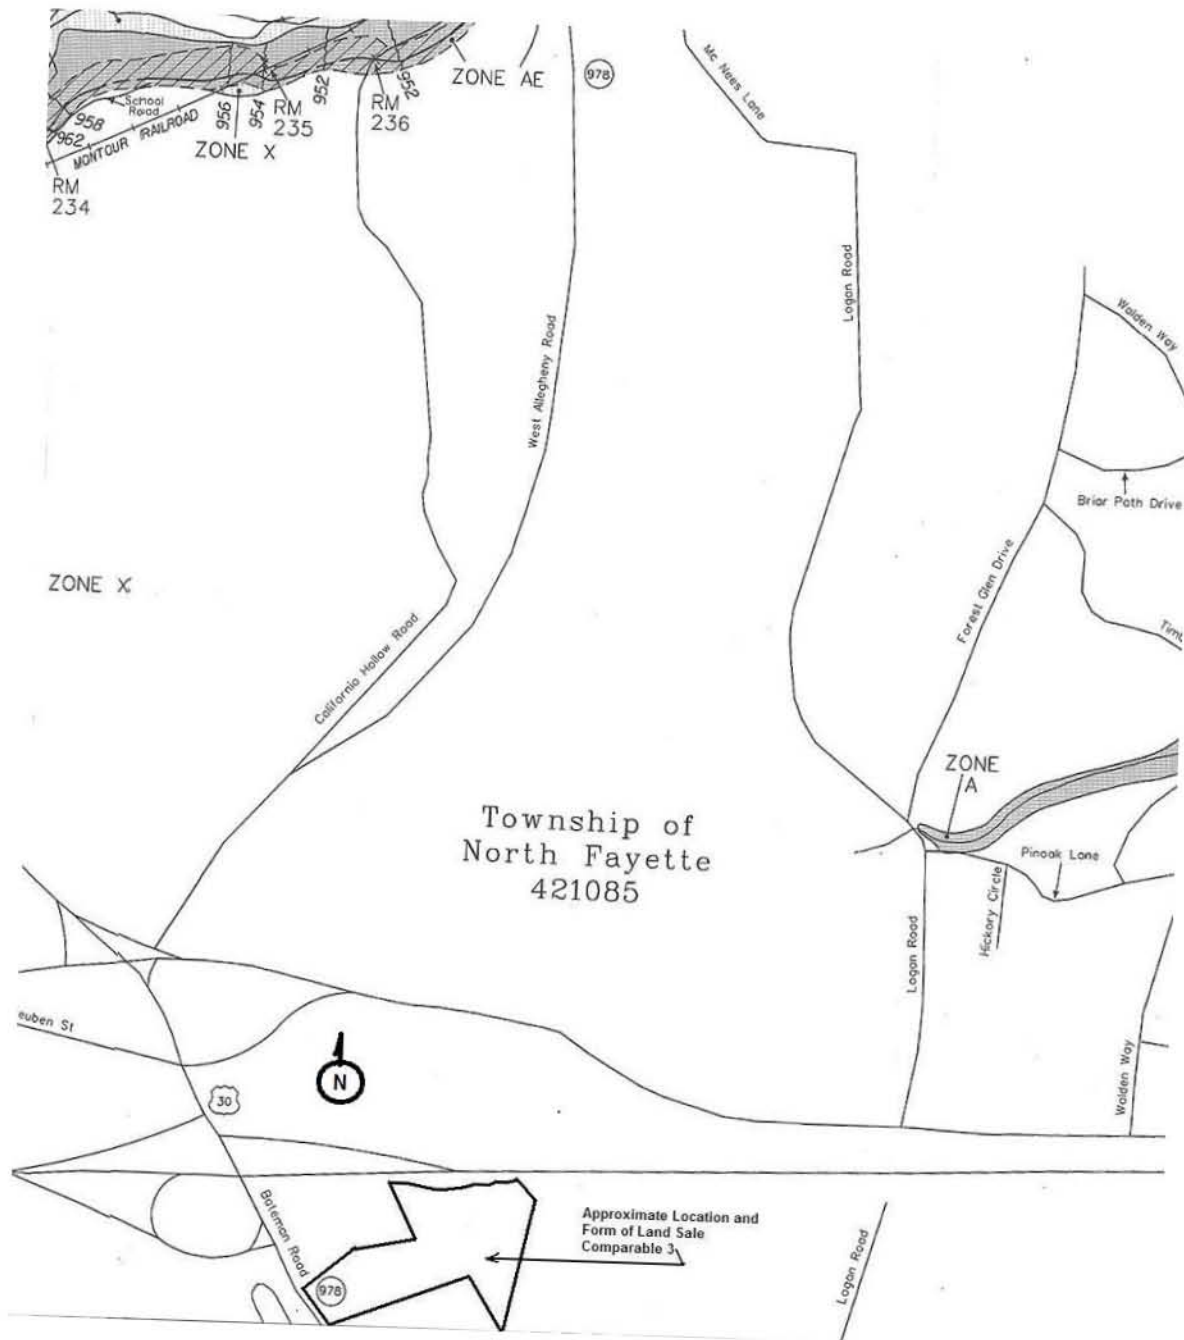 978
Mc Nees Lane
ZONE AE
952
952
RM
236
RM
235
954
956
ZONE X
School
Road
958
962
MONTOUR RAILROAD
RM
234
Logan Road
Walden Way
West Allegheny Road
Briar Path Drive
ZONE X
Forest Glen Drive
California Hollow Road
ZONE
A
Township of
North Fayette
421085
Pinoak Lane
Hickory Circle
Logan Road
euben St
N
30
Walden Way
Bateman Road
978
Approximate Location and
Form of Land Sale
Comparable 3
Logan Road